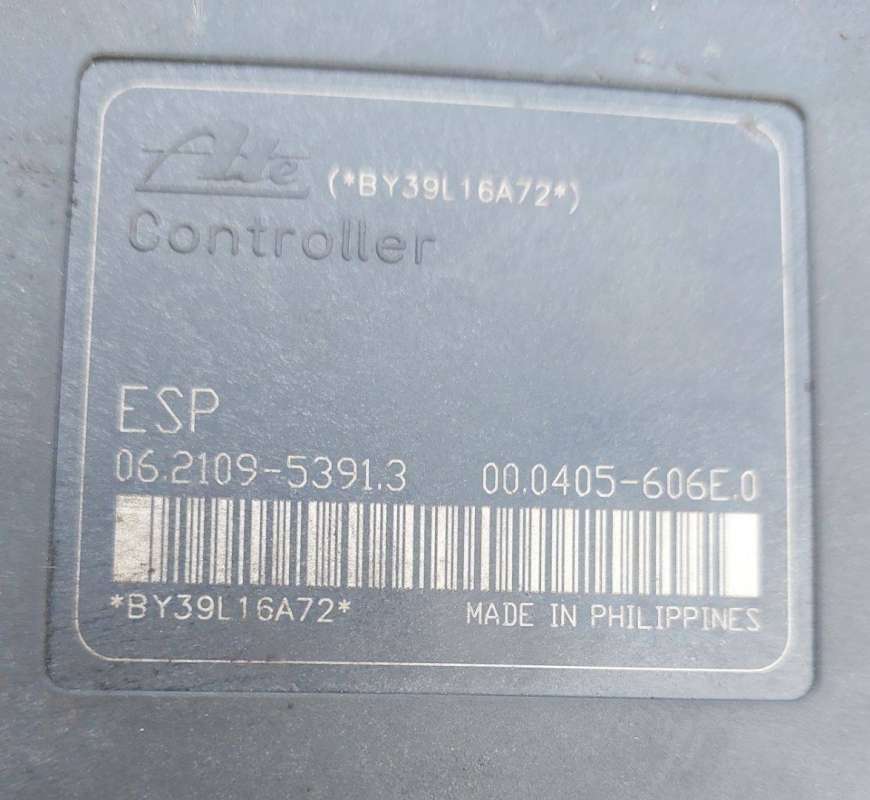 Ate (*BY39L16A72*)
Controller
ESP
06.2109-5391.3 00.0405-606E.0
*BY39L16A72* MADE IN PHILIPPINES